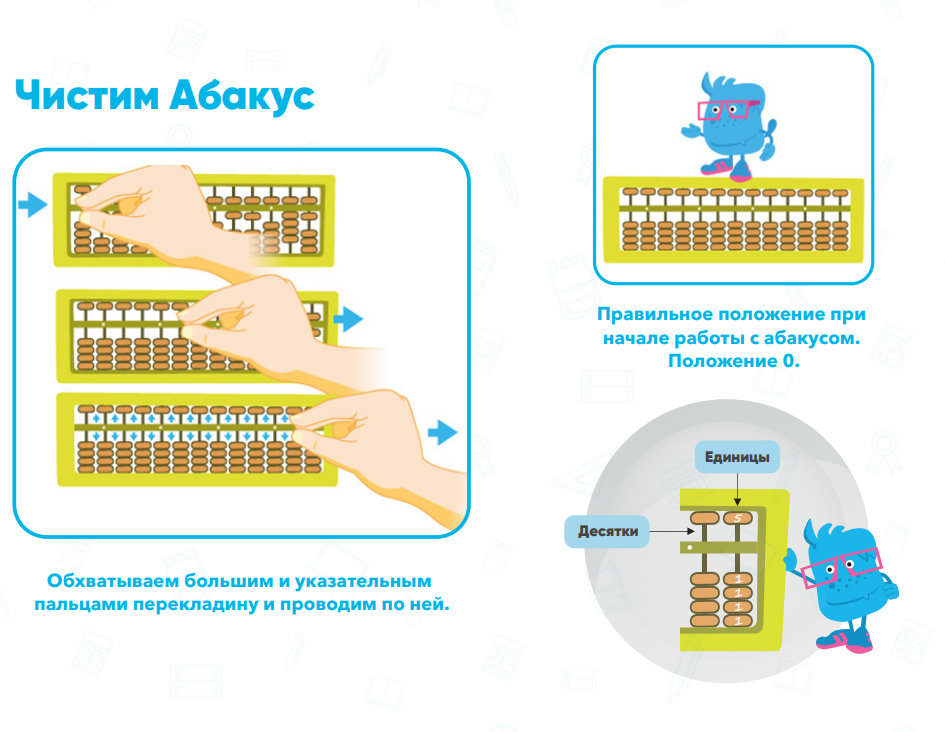 Чистим Абакус
Обхватываем большим и указательным
пальцами перекладину и проводим по ней.
Правильное положение при
начале работы с абакусом.
Положение 0.
Единицы
Десятки
5
1
1
1
1